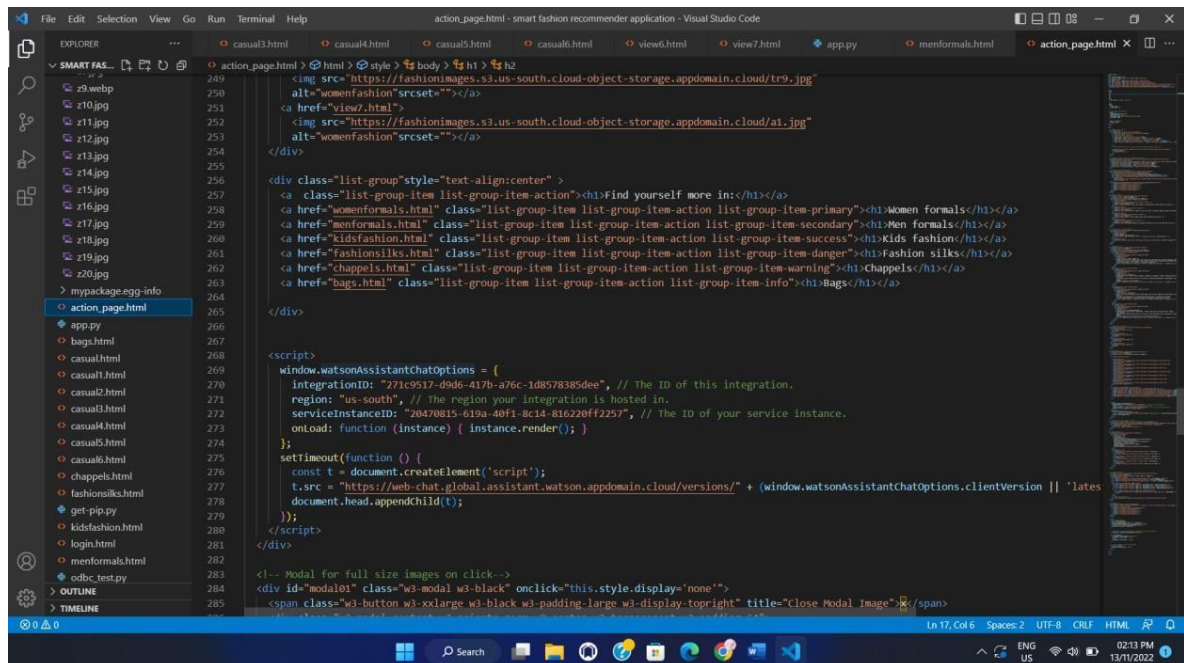 File Edit Selection View Go Run Terminal Help action_page.html - smart fashion recommender application - Visual Studio Code
EXPLORER ...
casual3.html casual4.html casual5.html casual6.html view6.html view7.html app.py menformals.html action_page.html
SMART FAS...
action_page.html > html > style > body > h1 > h2
z9.webp
z10.jpg
z11.jpg
z12.jpg
z13.jpg
z14.jpg
z15.jpg
z16.jpg
z17.jpg
z18.jpg
z19.jpg
z20.jpg
mypackage.egg-info
action_page.html
app.py
bags.html
casual.html
casual1.html
casual2.html
casual3.html
casual4.html
casual5.html
casual6.html
chappels.html
fashionsilks.html
get-pip.py
kidsfashion.html
login.html
menformals.html
odbc_test.py
OUTLINE
TIMELINE
249 <img src="https://fashionimages.s3.us-south.cloud-object-storage.appdomain.cloud/tr9.jpg"
250 alt="womenfashion"srcset=""></a>
251 <a href="view7.html">
252 <img src="https://fashionimages.s3.us-south.cloud-object-storage.appdomain.cloud/a1.jpg"
253 alt="womenfashion"srcset=""></a>
254 </div>
255
256 <div class="list-group"style="text-align:center" >
257 <a class="list-group-item list-group-item-action"><h1>Find yourself more in:</h1></a>
258 <a href="womenformals.html" class="list-group-item list-group-item-action list-group-item-primary"><h1>Women formals</h1></a>
259 <a href="menformals.html" class="list-group-item list-group-item-action list-group-item-secondary"><h1>Men formals</h1></a>
260 <a href="kidsfashion.html" class="list-group-item list-group-item-action list-group-item-success"><h1>Kids fashion</h1></a>
261 <a href="fashionsilks.html" class="list-group-item list-group-item-action list-group-item-danger"><h1>Fashion silks</h1></a>
262 <a href="chappels.html" class="list-group-item list-group-item-action list-group-item-warning"><h1>Chappels</h1></a>
263 <a href="bags.html" class="list-group-item list-group-item-action list-group-item-info"><h1>Bags</h1></a>
264
265 </div>
266
267
268 <script>
269 window.watsonAssistantChatOptions = {
270 integrationID: "271c9517-d9d6-417b-a76c-1d8578385dee", // The ID of this integration.
271 region: "us-south", // The region your integration is hosted in.
272 serviceInstanceID: "20470815-619a-40f1-8c14-816220ff2257", // The ID of your service instance.
273 onLoad: function (instance) { instance.render(); }
274 };
275 setTimeout(function () {
276 const t = document.createElement('script');
277 t.src = "https://web-chat.global.assistant.watson.appdomain.cloud/versions/" + (window.watsonAssistantChatOptions.clientVersion || 'lates
278 document.head.appendChild(t);
279 });
280 </script>
281 </div>
282
283 <!-- Modal for full size images on click-->
284 <div id="modal01" class="w3-modal w3-black" onclick="this.style.display='none'">
285 <span class="w3-button w3-xxlarge w3-black w3-padding-large w3-display-topright" title="Close Modal Image">×</span>
0 0 Ln 17, Col 6 Spaces: 2 UTF-8 CRLF HTML
Search ENG US 02:13 PM 13/11/2022 1